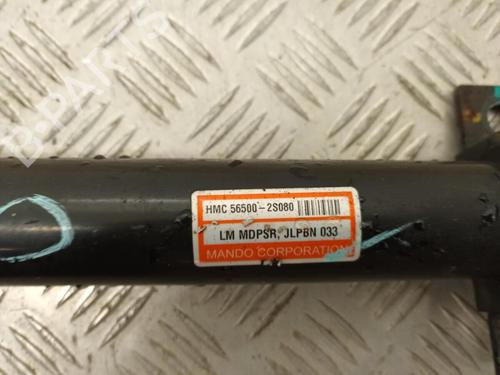 B-PARTS
HMC 56500-2S080
LM MDPSR, JLPBN 033
MANDO CORPORATION